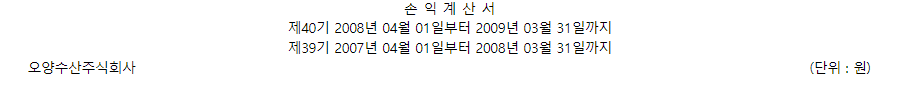 손 익 계 산 서
제40기 2008년 04월 01일부터 2009년 03월 31일까지
제39기 2007년 04월 01일부터 2008년 03월 31일까지
오양수산주식회사 (단위 : 원)